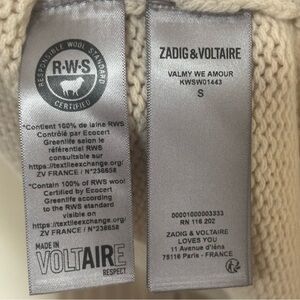 RESPONSIBLE WOOL STANDARD
R·W·S
CERTIFIED
*Contient 100% de laine RWS
Contrôlé par Ecocert
Greenlife selon le
référentiel RWS
consultable sur
https://textileexchange.org/
ZV FRANCE / N°238658
*Contain 100% of RWS wool
Certified by Ecocert
Greenlife according
to the RWS standard
visible on
https://textileexchange.org/
ZV FRANCE / N°238658
MADE IN
VOLTAIRE
RESPECT
ZADIG & VOLTAIRE
VALMY WE AMOUR
KWSW01443
S
00001000003333
RN 116 202
ZADIG & VOLTAIRE
LOVES YOU
11 Avenue d'Iéna
75116 Paris - FRANCE